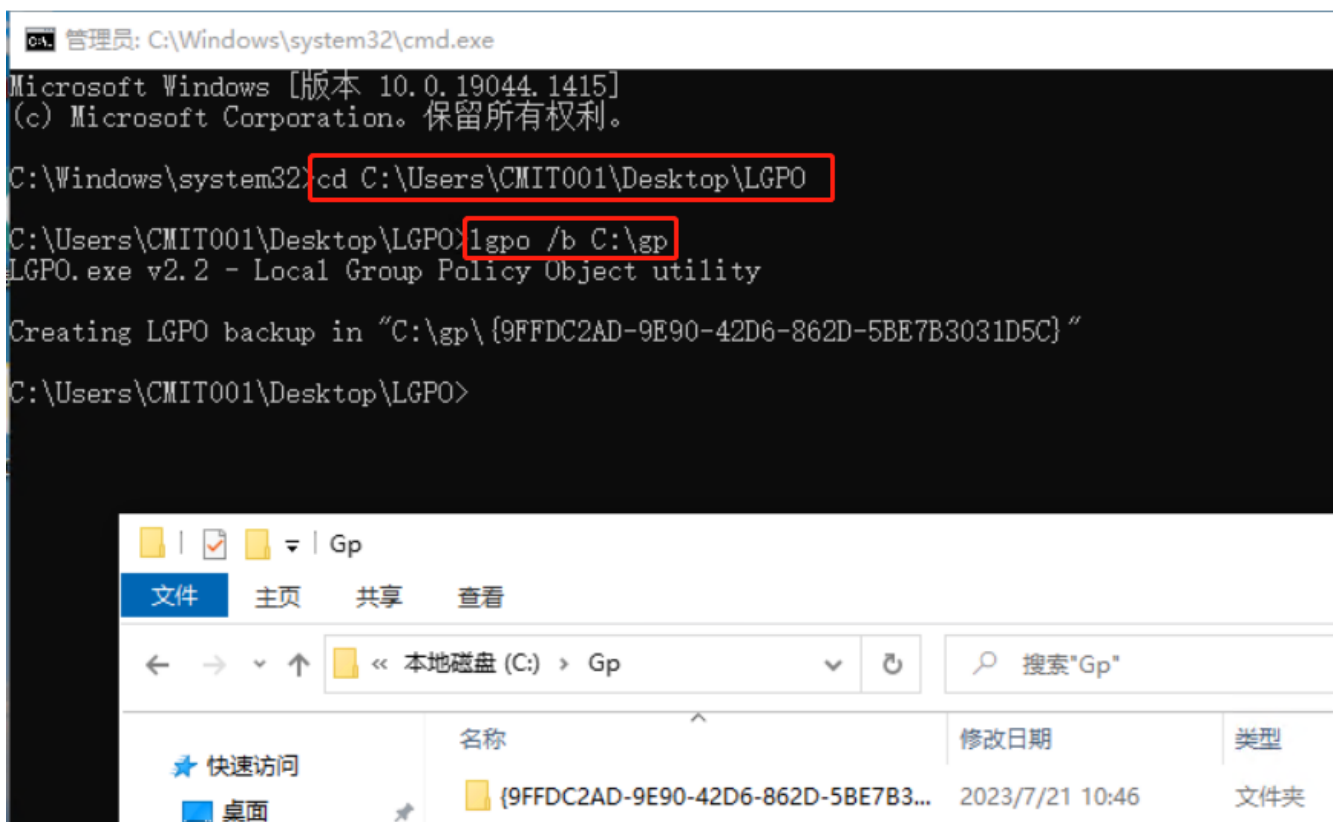 管理员: C:\Windows\system32\cmd.exe
Microsoft Windows [版本 10.0.19044.1415]
(c) Microsoft Corporation。保留所有权利。
C:\Windows\system32>cd C:\Users\CMIT001\Desktop\LGPO
C:\Users\CMIT001\Desktop\LGPO>lgpo /b C:\gp
LGPO.exe v2.2 - Local Group Policy Object utility
Creating LGPO backup in "C:\gp\{9FFDC2AD-9E90-42D6-862D-5BE7B3031D5C}"
C:\Users\CMIT001\Desktop\LGPO>
Gp
文件 主页 共享 查看
« 本地磁盘 (C:) › Gp 搜索"Gp"
名称 修改日期 类型
快速访问
{9FFDC2AD-9E90-42D6-862D-5BE7B3... 2023/7/21 10:46 文件夹
桌面